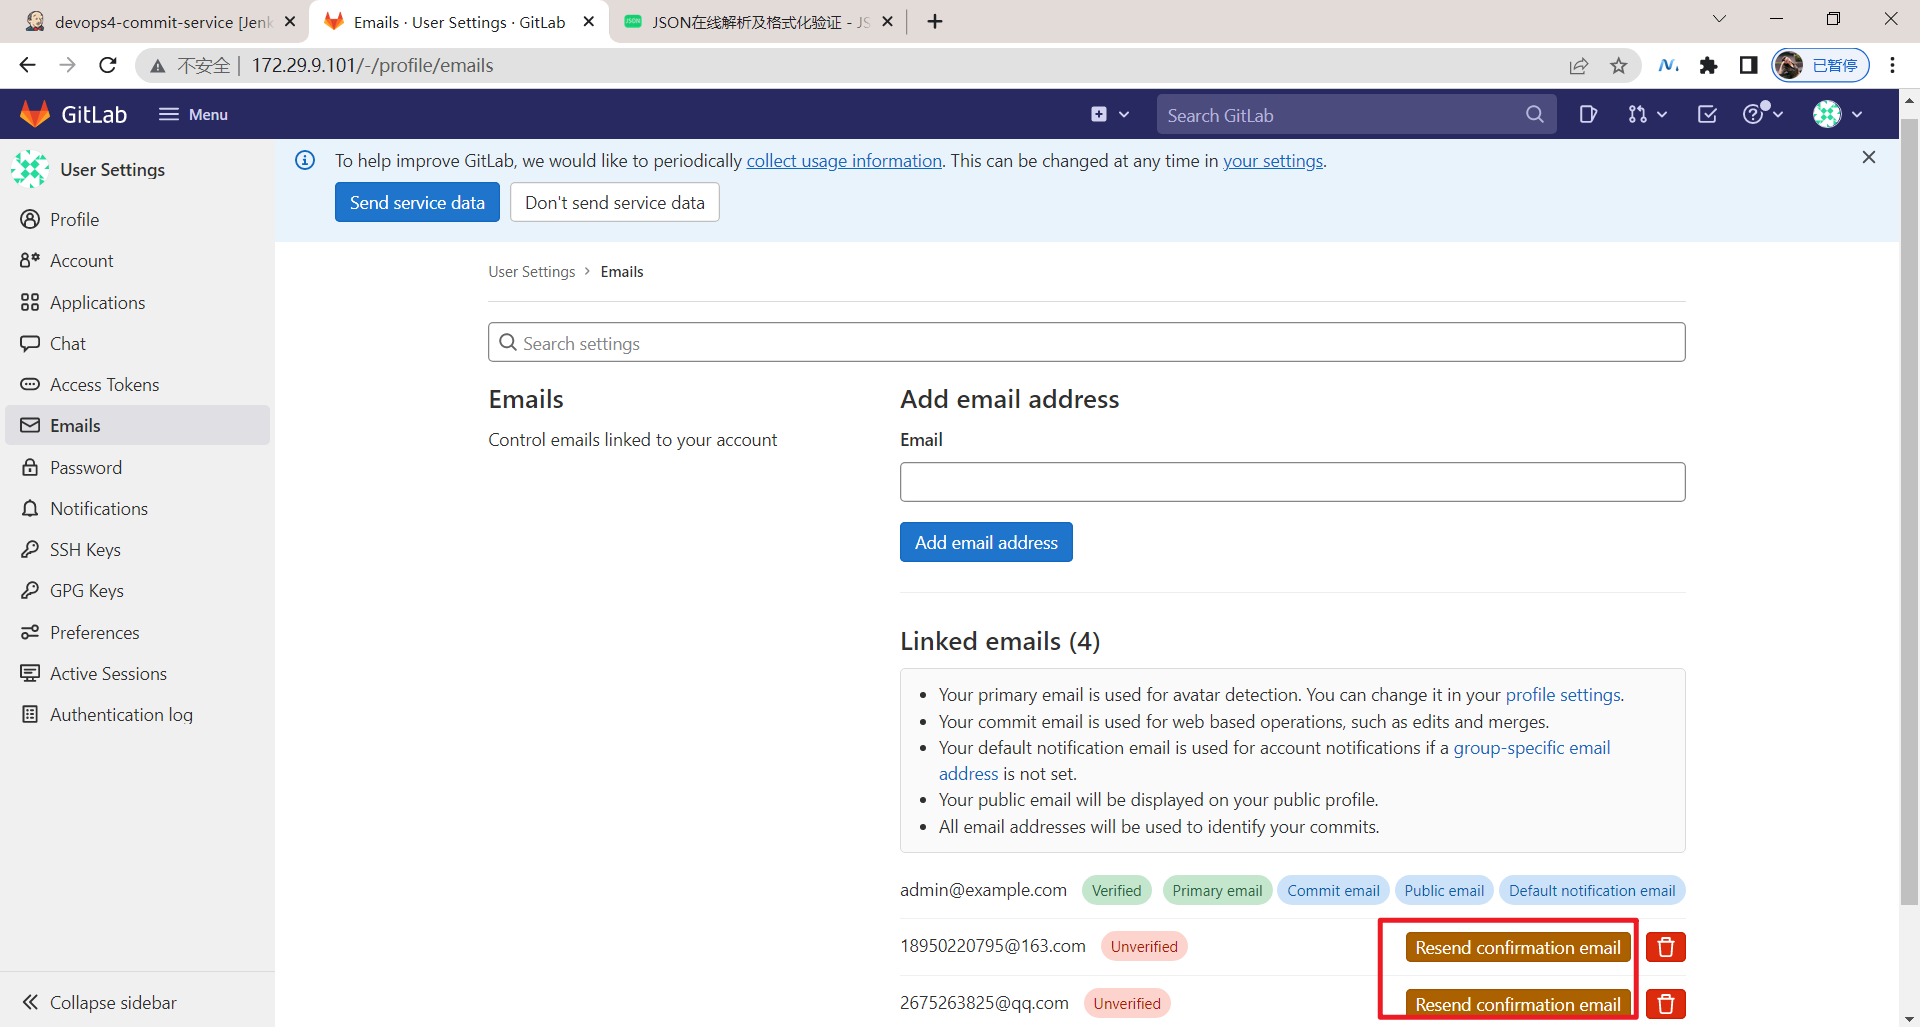 devops4-commit-service [Jenk
Emails · User Settings · GitLab
JSON在线解析及格式化验证 - JS
不安全 | 172.29.9.101/-/profile/emails
已暂停
GitLab
Menu
Search GitLab
User Settings
Profile
Account
Applications
Chat
Access Tokens
Emails
Password
Notifications
SSH Keys
GPG Keys
Preferences
Active Sessions
Authentication log
Collapse sidebar
To help improve GitLab, we would like to periodically collect usage information. This can be changed at any time in your settings.
Send service data
Don't send service data
User Settings › Emails
Search settings
Emails
Control emails linked to your account
Add email address
Email
Add email address
Linked emails (4)
• Your primary email is used for avatar detection. You can change it in your profile settings.
• Your commit email is used for web based operations, such as edits and merges.
• Your default notification email is used for account notifications if a group-specific email
address is not set.
• Your public email will be displayed on your public profile.
• All email addresses will be used to identify your commits.
admin@example.com Verified Primary email Commit email Public email Default notification email
18950220795@163.com Unverified Resend confirmation email
2675263825@qq.com Unverified Resend confirmation email